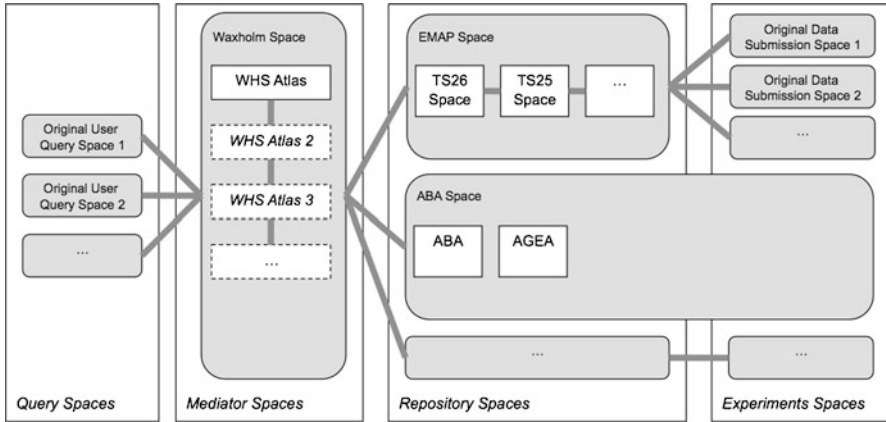 Original User
Query Space 1
Original User
Query Space 2
...
Query Spaces
Waxholm Space
WHS Atlas
WHS Atlas 2
WHS Atlas 3
...
Mediator Spaces
EMAP Space
TS26
Space
TS25
Space
...
ABA Space
ABA
AGEA
...
Repository Spaces
Original Data
Submission Space 1
Original Data
Submission Space 2
...
...
Experiments Spaces